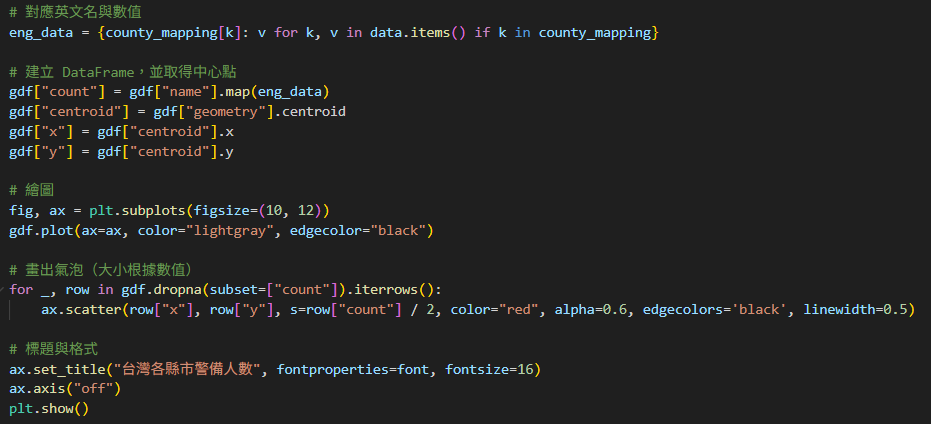 # 對應英文名與數值
eng_data = {county_mapping[k]: v for k, v in data.items() if k in county_mapping}
# 建立 DataFrame，並取得中心點
gdf["count"] = gdf["name"].map(eng_data)
gdf["centroid"] = gdf["geometry"].centroid
gdf["x"] = gdf["centroid"].x
gdf["y"] = gdf["centroid"].y
# 繪圖
fig, ax = plt.subplots(figsize=(10, 12))
gdf.plot(ax=ax, color="lightgray", edgecolor="black")
# 畫出氣泡（大小根據數值）
for _, row in gdf.dropna(subset=["count"]).iterrows():
    ax.scatter(row["x"], row["y"], s=row["count"] / 2, color="red", alpha=0.6, edgecolors='black', linewidth=0.5)
# 標題與格式
ax.set_title("台灣各縣市警備人數", fontproperties=font, fontsize=16)
ax.axis("off")
plt.show()